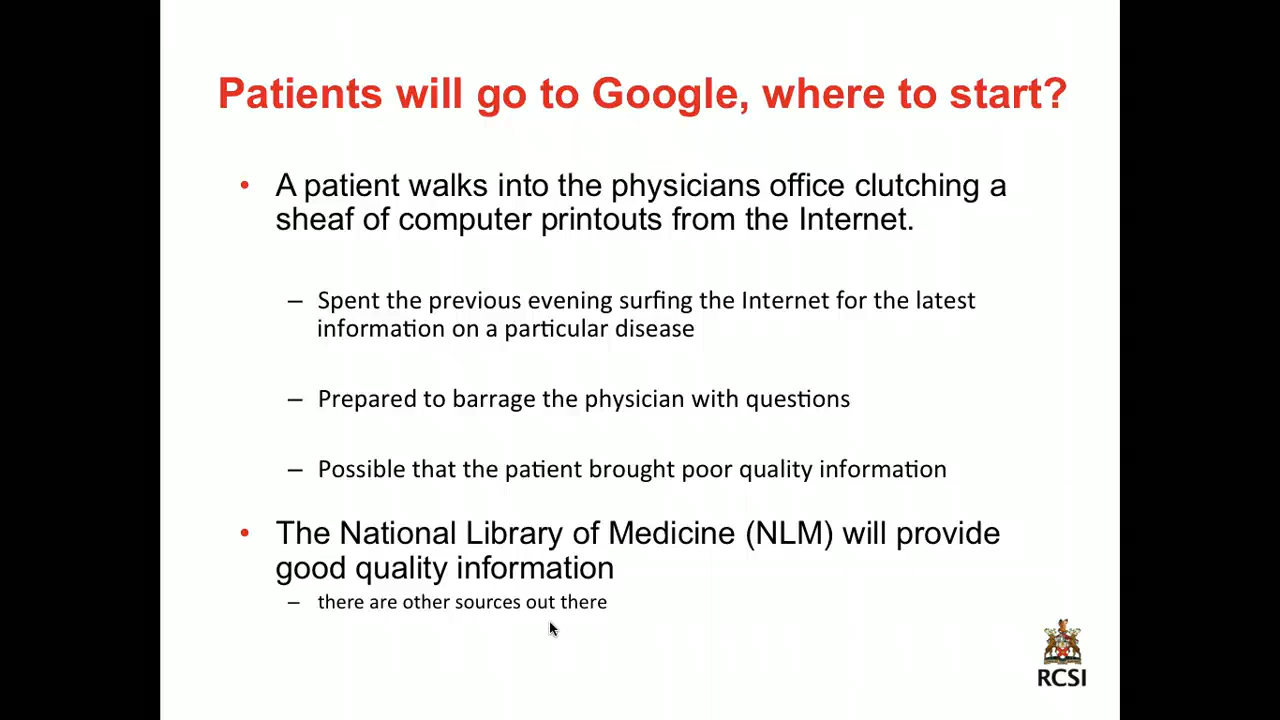 Patients will go to Google, where to start?
• A patient walks into the physicians office clutching a
sheaf of computer printouts from the Internet.
– Spent the previous evening surfing the Internet for the latest
information on a particular disease
– Prepared to barrage the physician with questions
– Possible that the patient brought poor quality information
• The National Library of Medicine (NLM) will provide
good quality information
– there are other sources out there
RCSI